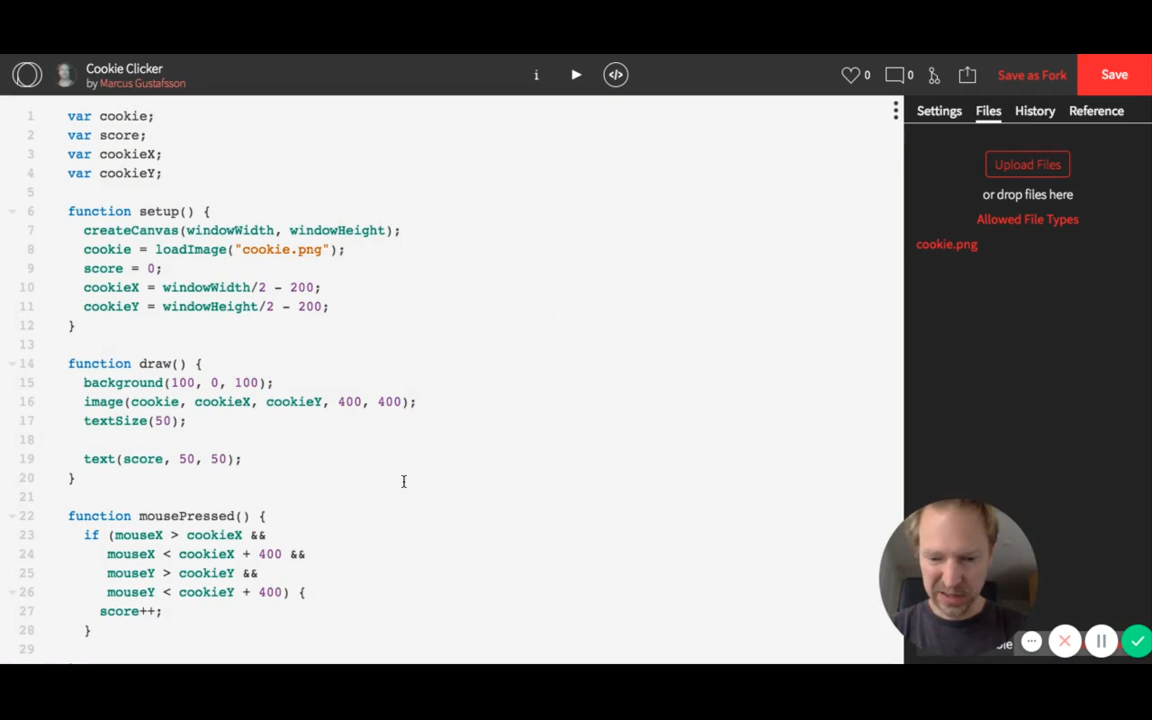 Cookie Clicker
by Marcus Gustafsson
i
</>
0
0
Save as Fork
Save
1 var cookie;
2 var score;
3 var cookieX;
4 var cookieY;
5
6 function setup() {
7 createCanvas(windowWidth, windowHeight);
8 cookie = loadImage("cookie.png");
9 score = 0;
10 cookieX = windowWidth/2 - 200;
11 cookieY = windowHeight/2 - 200;
12 }
13
14 function draw() {
15 background(100, 0, 100);
16 image(cookie, cookieX, cookieY, 400, 400);
17 textSize(50);
18
19 text(score, 50, 50);
20 }
21
22 function mousePressed() {
23 if (mouseX > cookieX &&
24 mouseX < cookieX + 400 &&
25 mouseY > cookieY &&
26 mouseY < cookieY + 400) {
27 score++;
28 }
29
Settings Files History Reference
Upload Files
or drop files here
Allowed File Types
cookie.png